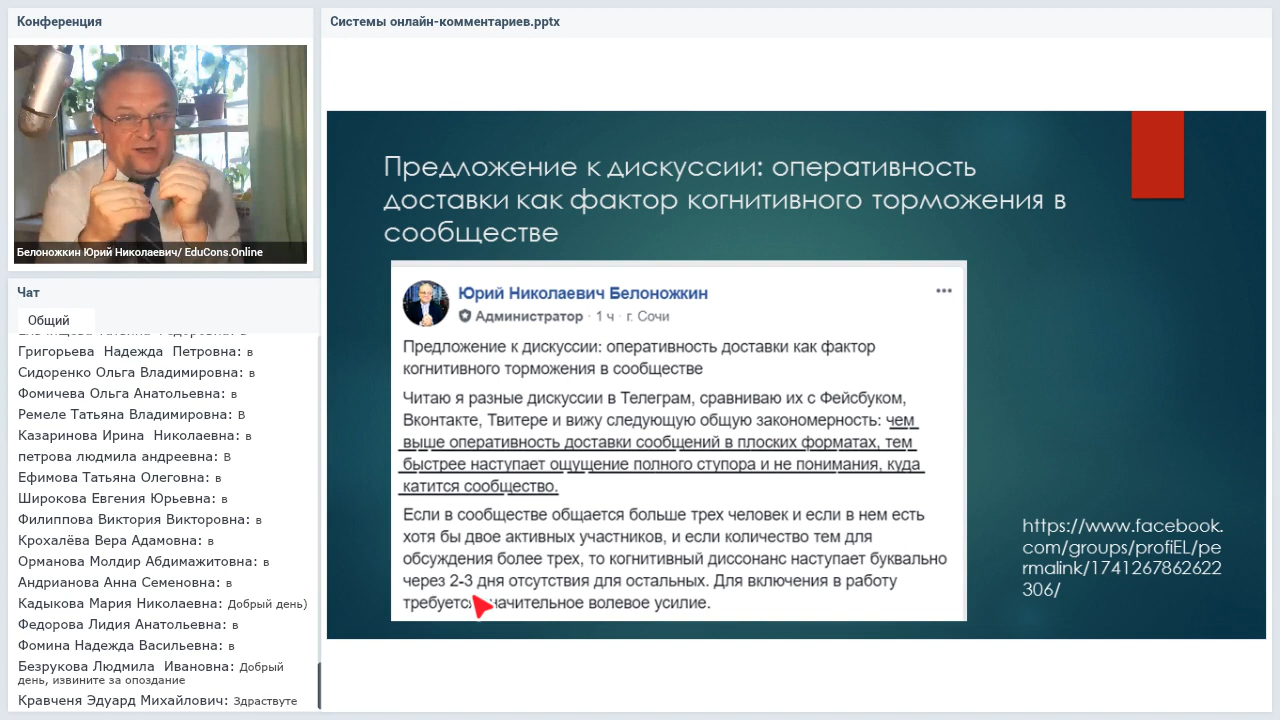 Конференция
Белоножкин Юрий Николаевич/ EduCons.Online
Чат
Общий
Григорьева Надежда Петровна: в
Сидоренко Ольга Владимировна: в
Фомичева Ольга Анатольевна: в
Ремеле Татьяна Владимировна: В
Казаринова Ирина Николаевна: в
петрова людмила андреевна: В
Ефимова Татьяна Олеговна: в
Широкова Евгения Юрьевна: в
Филиппова Виктория Викторовна: в
Крохалёва Вера Адамовна: в
Орманова Молдир Абдимажитовна: в
Андрианова Анна Семеновна: в
Кадыкова Мария Николаевна: Добрый день)
Федорова Лидия Анатольевна: в
Фомина Надежда Васильевна: в
Безрукова Людмила Ивановна: Добрый
день, извините за опоздание
Кравченя Эдуард Михайлович: Здраствуте
Системы онлайн-комментариев.pptx
Предложение к дискуссии: оперативность
доставки как фактор когнитивного торможения в
сообществе
Юрий Николаевич Белоножкин
Администратор · 1 ч · г. Сочи
Предложение к дискуссии: оперативность доставки как фактор
когнитивного торможения в сообществе
Читаю я разные дискуссии в Телеграм, сравниваю их с Фейсбуком,
Вконтакте, Твитере и вижу следующую общую закономерность: чем
выше оперативность доставки сообщений в плоских форматах, тем
быстрее наступает ощущение полного ступора и не понимания, куда
катится сообщество.
Если в сообществе общается больше трех человек и если в нем есть
хотя бы двое активных участников, и если количество тем для
обсуждения более трех, то когнитивный диссонанс наступает буквально
через 2-3 дня отсутствия для остальных. Для включения в работу
требуется значительное волевое усилие.
https://www.facebook.
com/groups/profiEL/pe
rmalink/1741267862622
306/